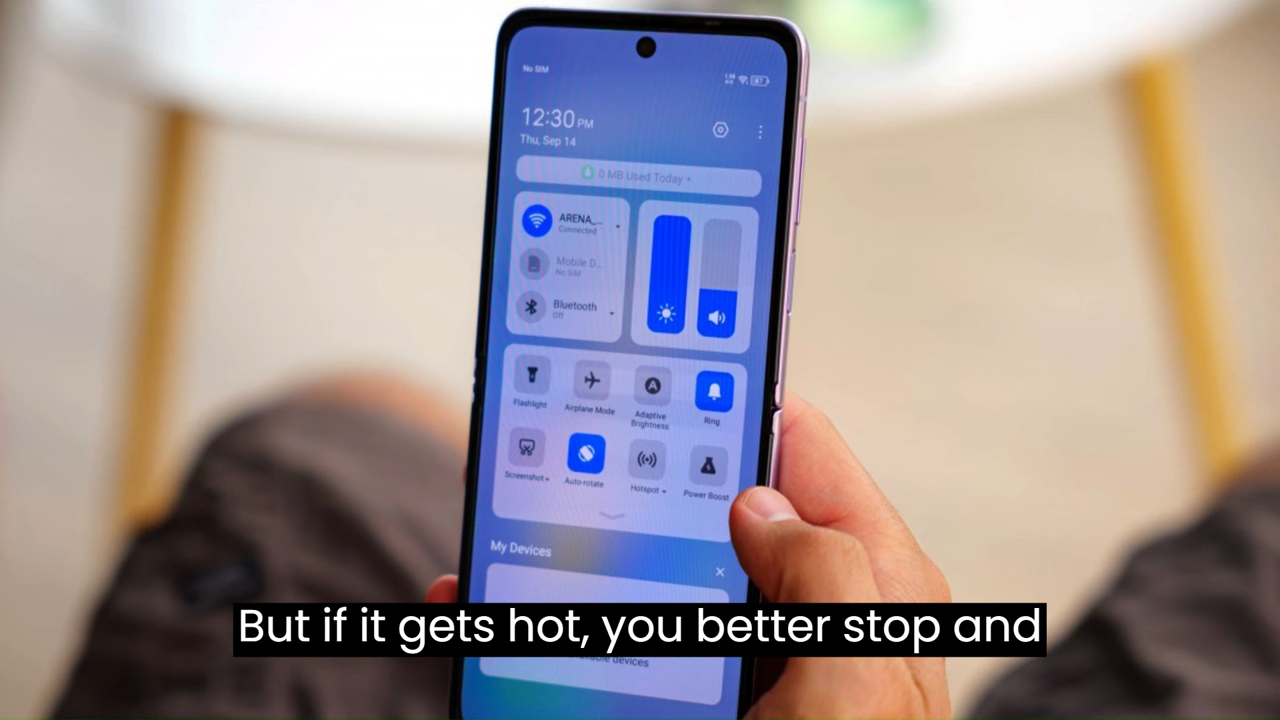 No SIM
12:30 PM
Thu, Sep 14
0 MB Used Today
ARENA_...
Connected
Mobile D...
No SIM
Bluetooth
Off
Flashlight
Airplane Mode
Adaptive
Brightness
Ring
Screenshot
Auto-rotate
Hotspot
Power Boost
My Devices
But if it gets hot, you better stop and
devices